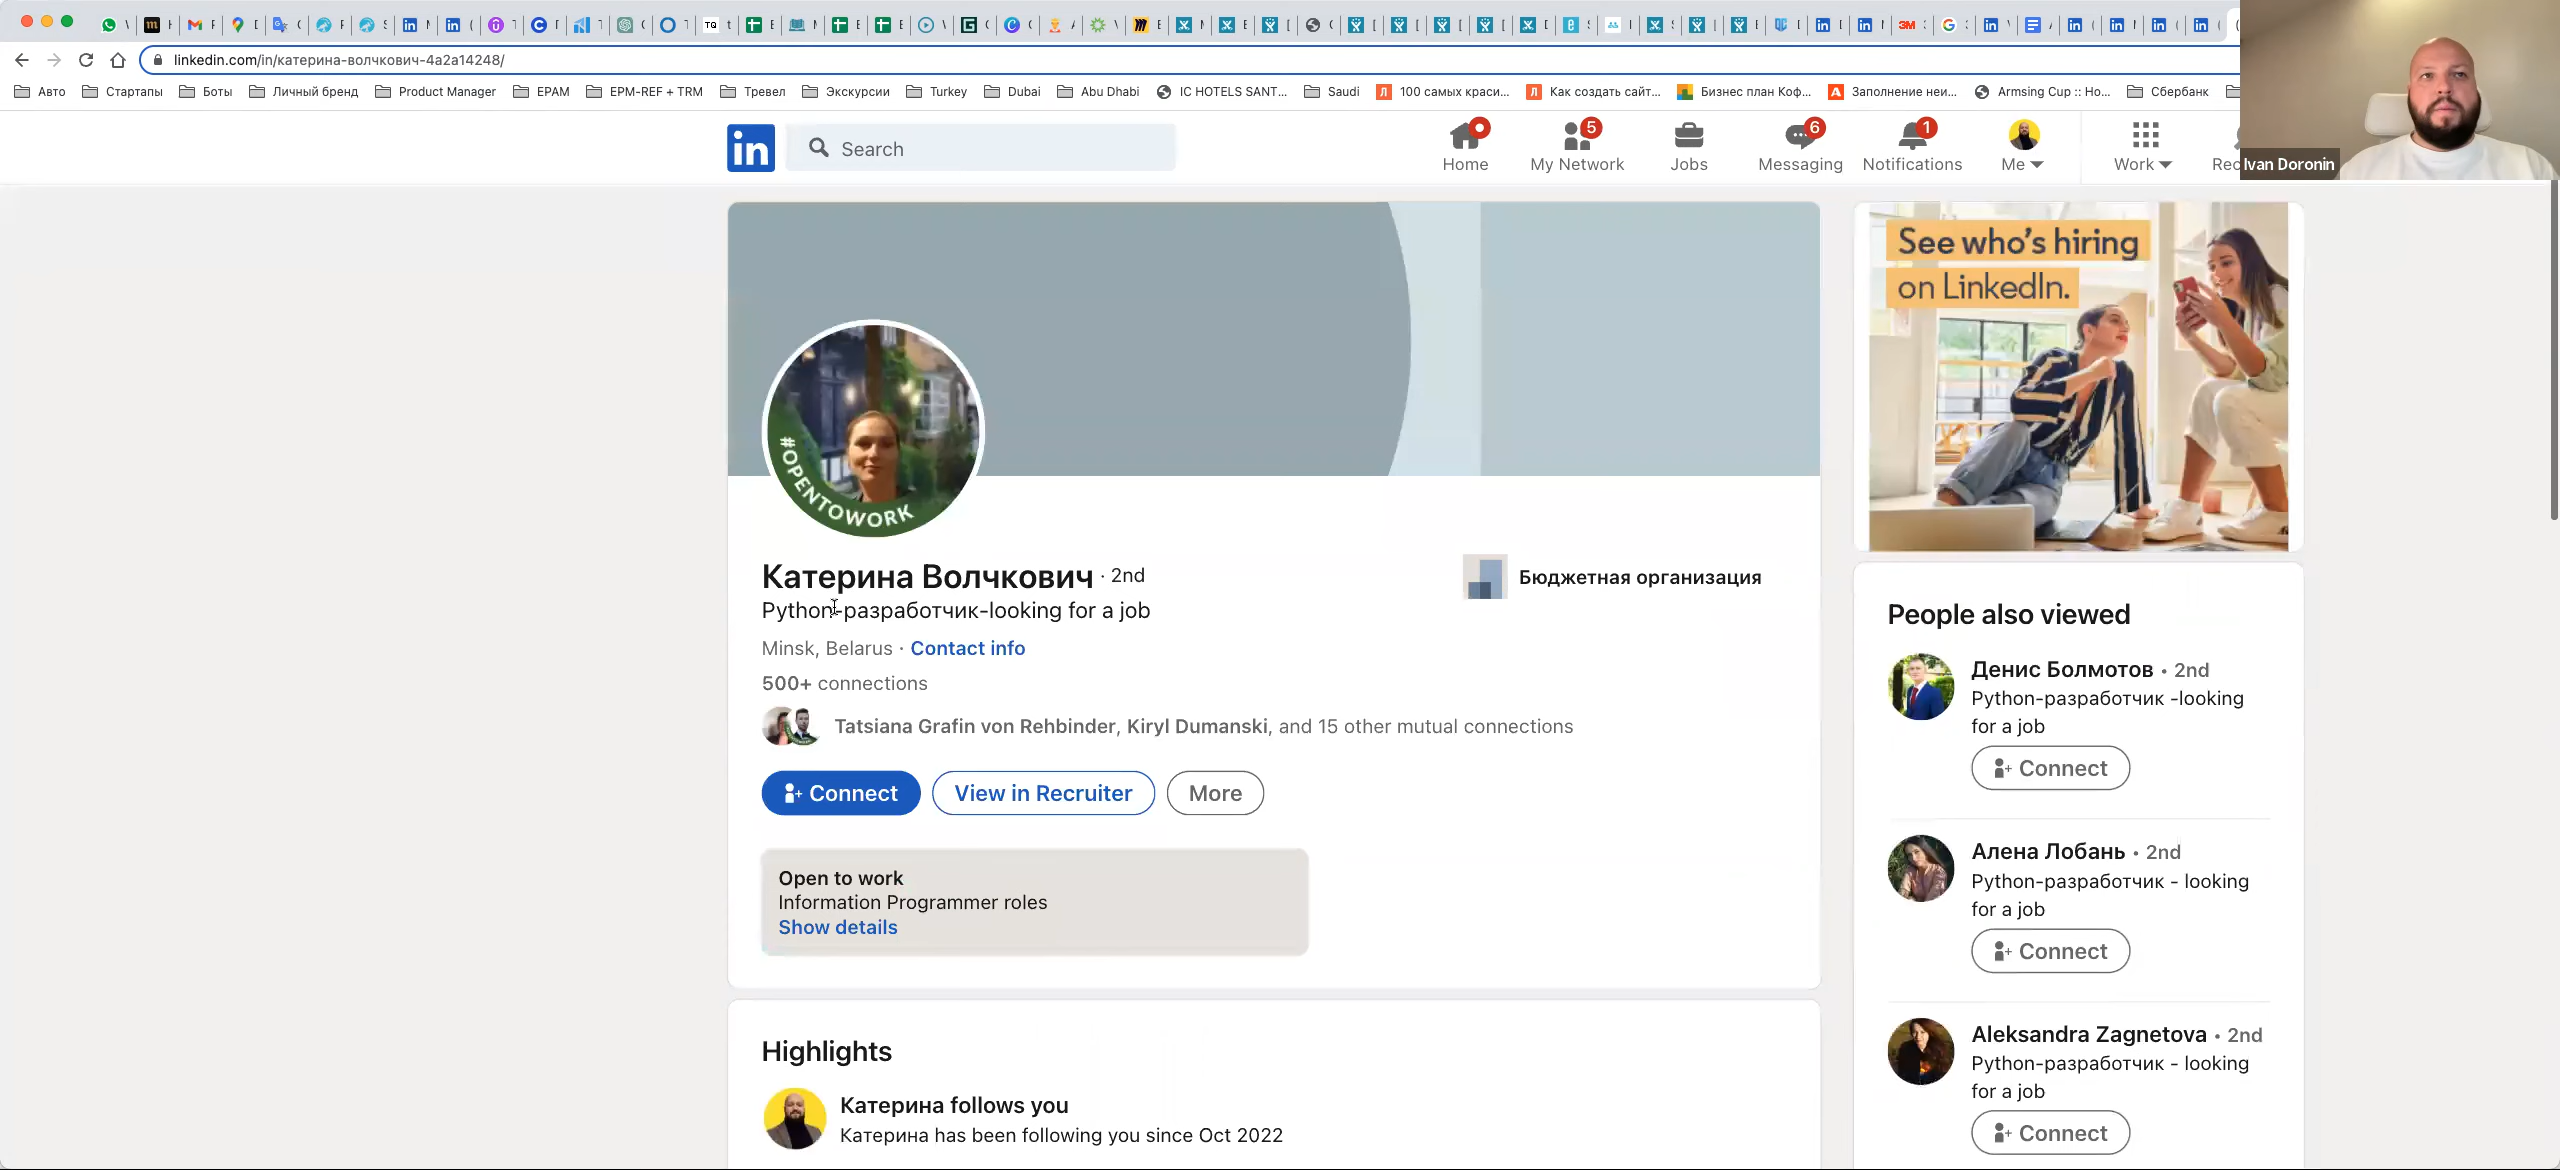 linkedin.com/in/катерина-волчкович-4a2a14248/
Авто
Стартапы
Боты
Личный бренд
Product Manager
EPAM
EPM-REF + TRM
Тревел
Экскурсии
Turkey
Dubai
Abu Dhabi
IC HOTELS SANT...
Saudi
100 самых краси...
Как создать сайт...
Бизнес план Коф...
Заполнение неи...
Armsing Cup :: Ho...
Сбербанк
in
Search
Home
5
My Network
Jobs
6
Messaging
1
Notifications
Me
Work
Rec
Ivan Doronin
#OPENTOWORK
Катерина Волчкович · 2nd
Python-разработчик-looking for a job
Minsk, Belarus · Contact info
500+ connections
Tatsiana Grafin von Rehbinder, Kiryl Dumanski, and 15 other mutual connections
Connect
View in Recruiter
More
Бюджетная организация
Open to work
Information Programmer roles
Show details
Highlights
Катерина follows you
Катерина has been following you since Oct 2022
See who's hiring
on LinkedIn.
People also viewed
Денис Болмотов • 2nd
Python-разработчик -looking
for a job
Connect
Алена Лобань • 2nd
Python-разработчик - looking
for a job
Connect
Aleksandra Zagnetova • 2nd
Python-разработчик - looking
for a job
Connect